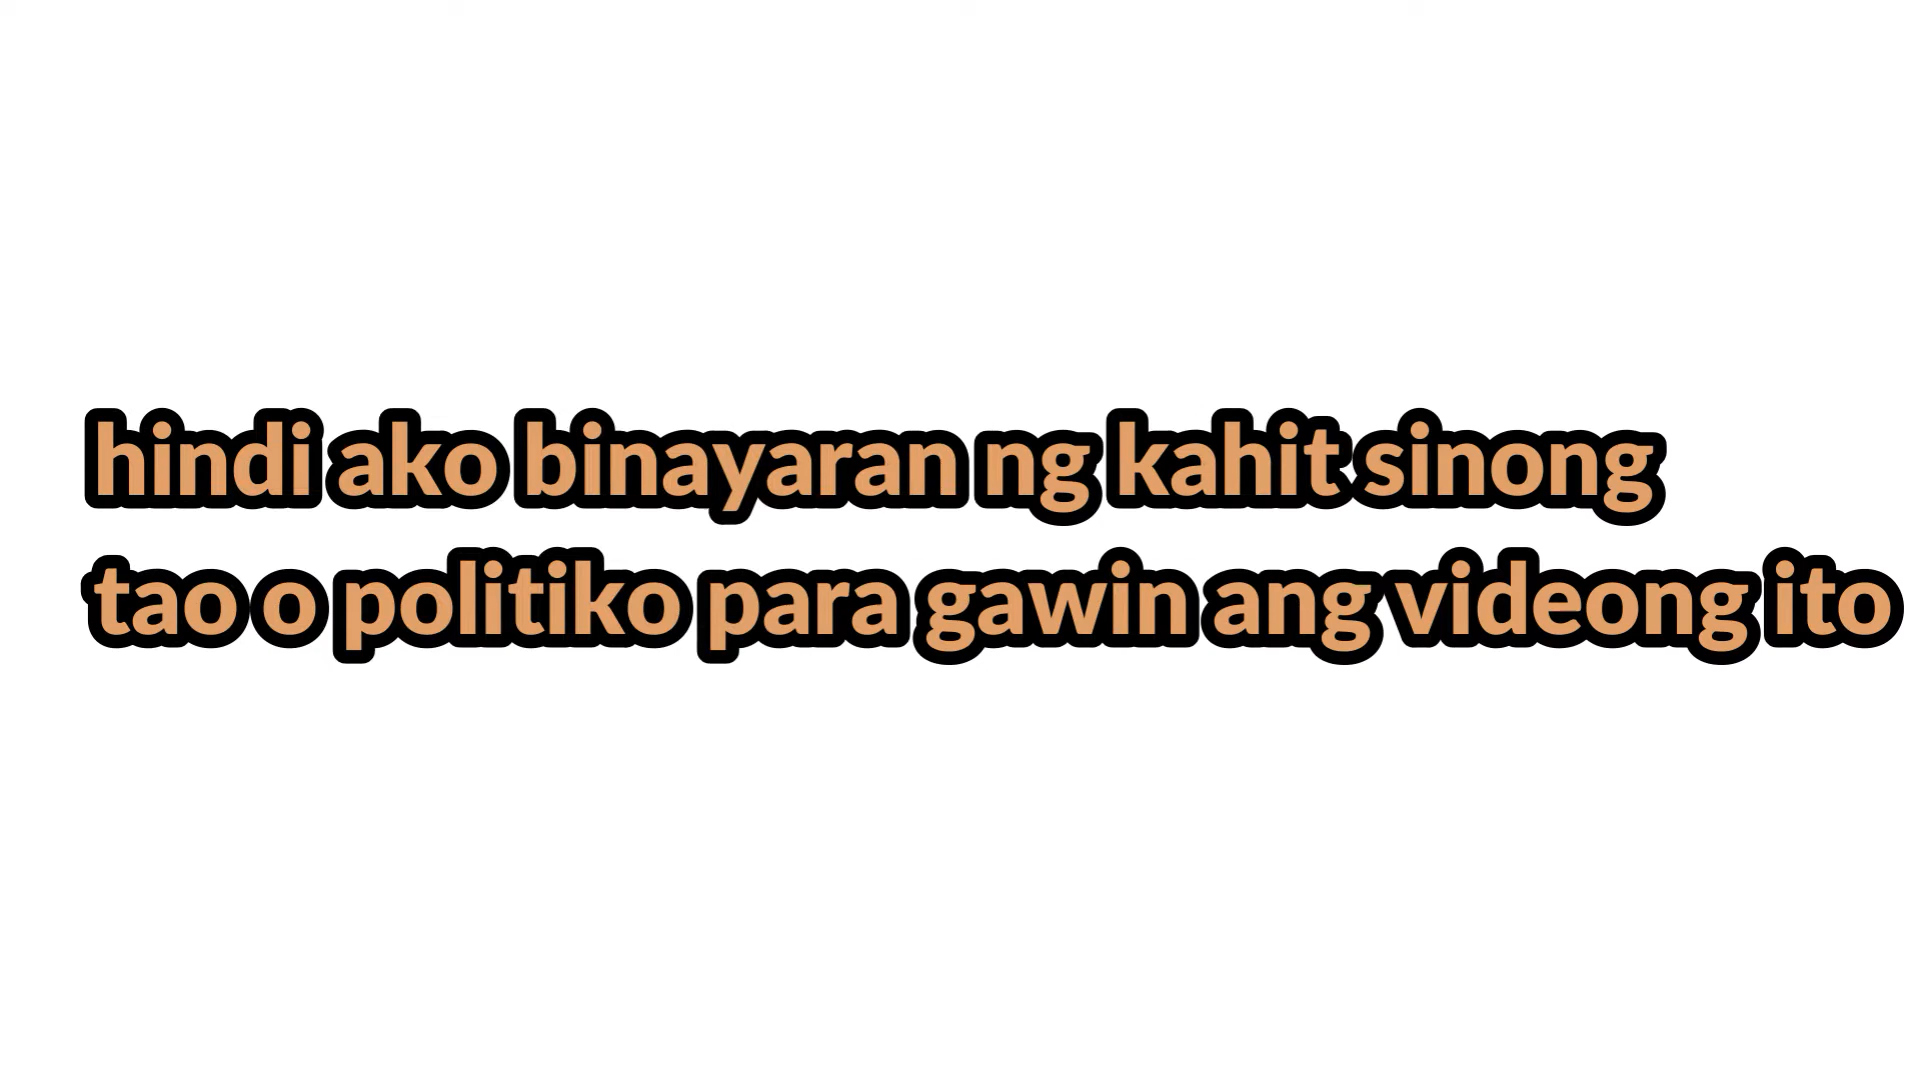 hindi ako binayaran ng kahit sinong
tao o politiko para gawin ang videong ito